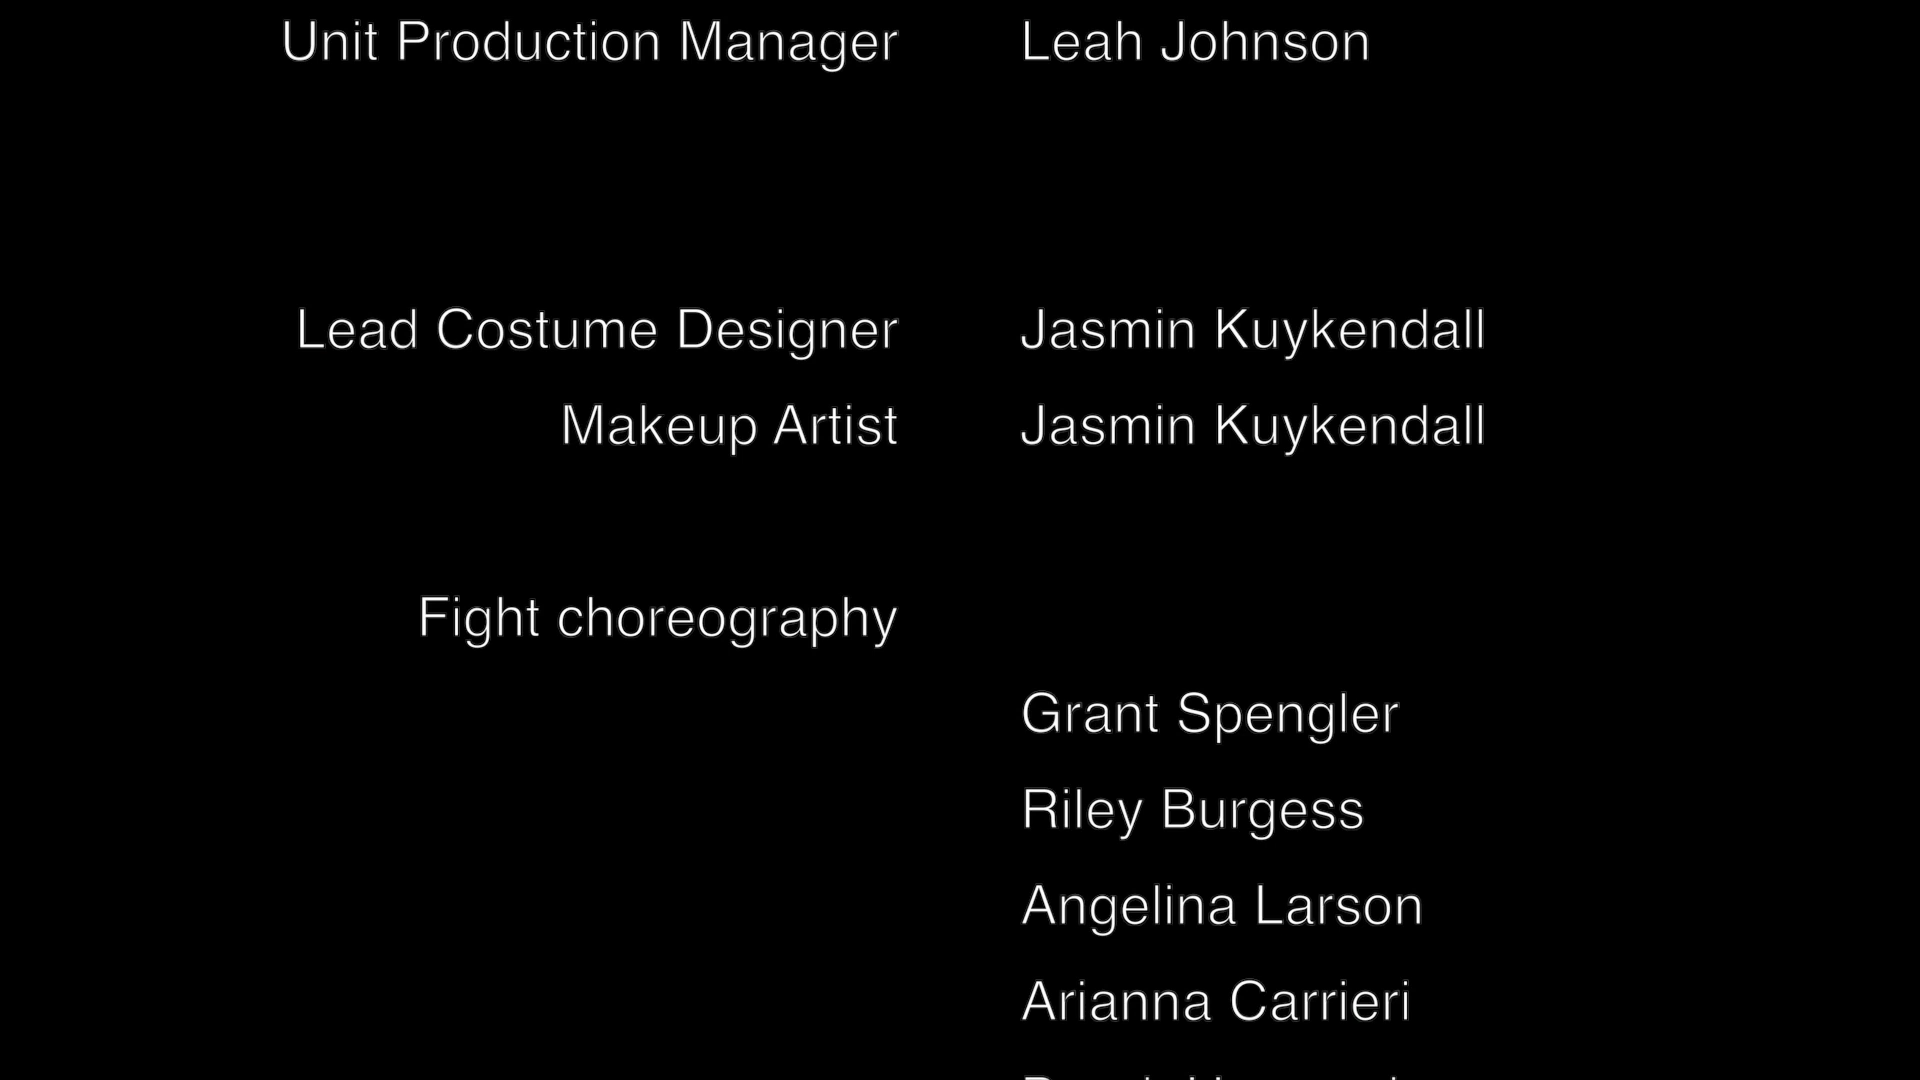 Unit Production Manager Leah Johnson
Lead Costume Designer Jasmin Kuykendall
Makeup Artist Jasmin Kuykendall
Fight choreography
Grant Spengler
Riley Burgess
Angelina Larson
Arianna Carrieri